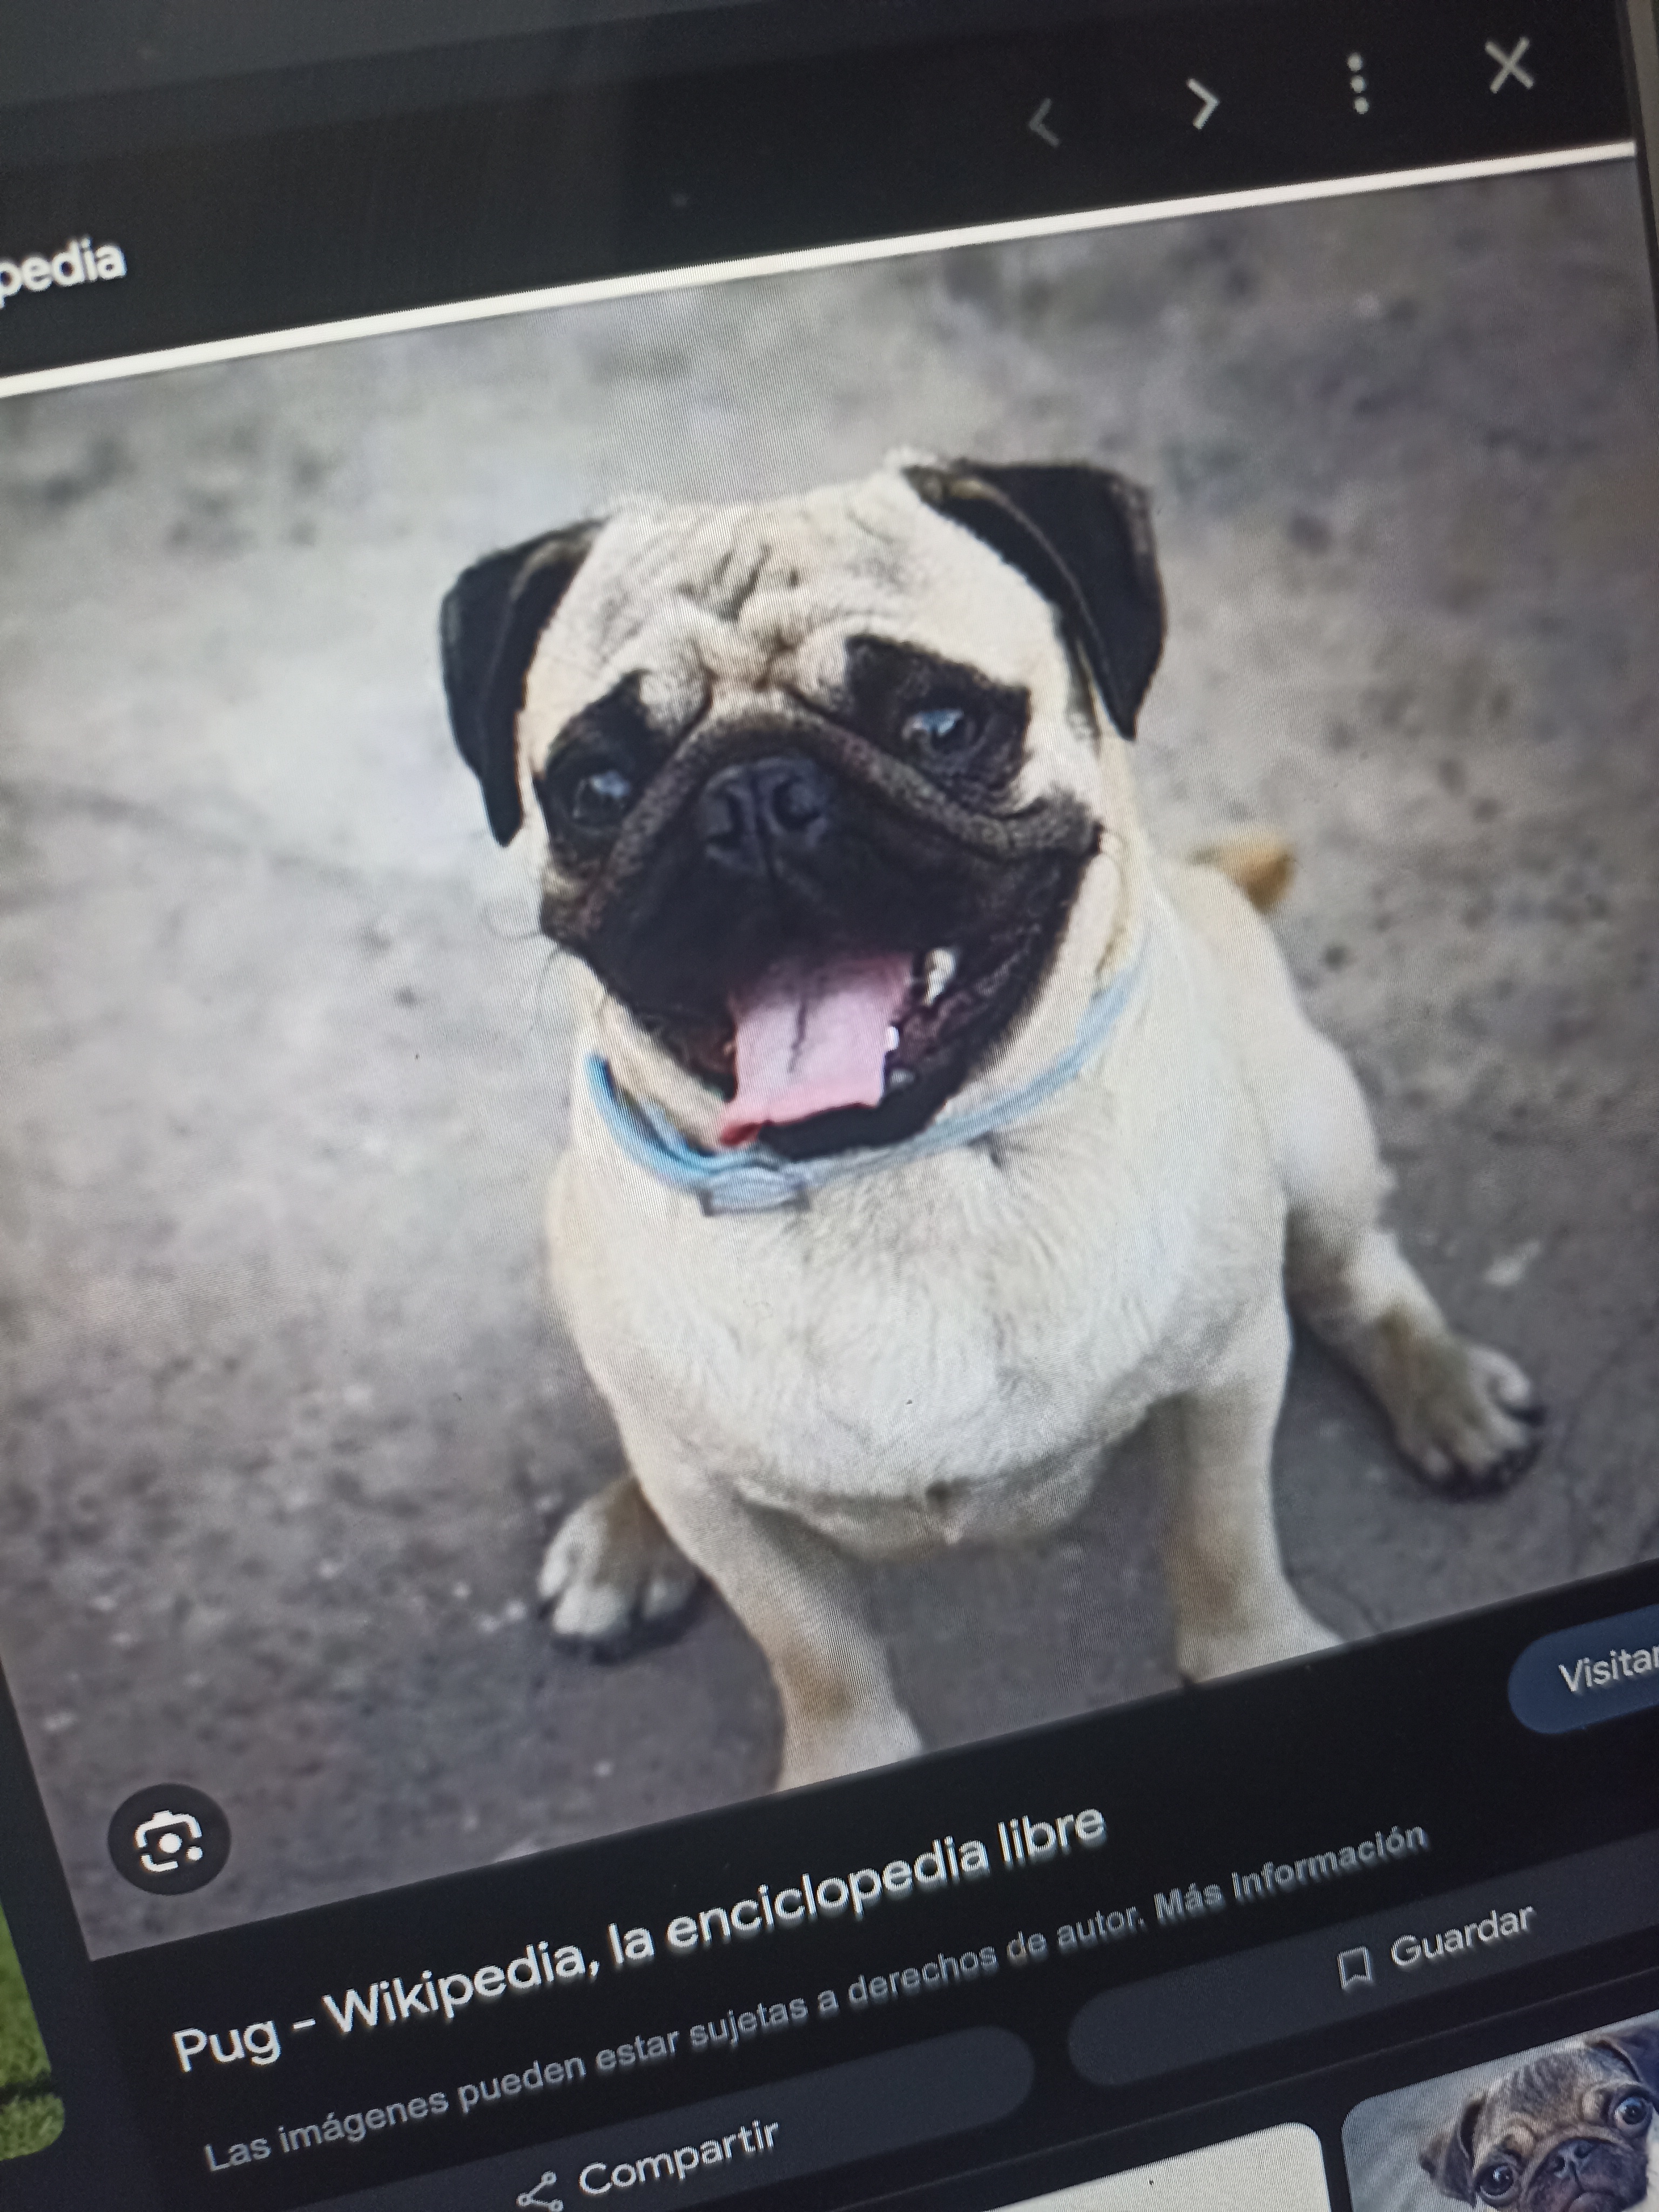 pedia
Visitar
Pug - Wikipedia, la enciclopedia libre
Las imágenes pueden estar sujetas a derechos de autor. Más información
Guardar
Compartir